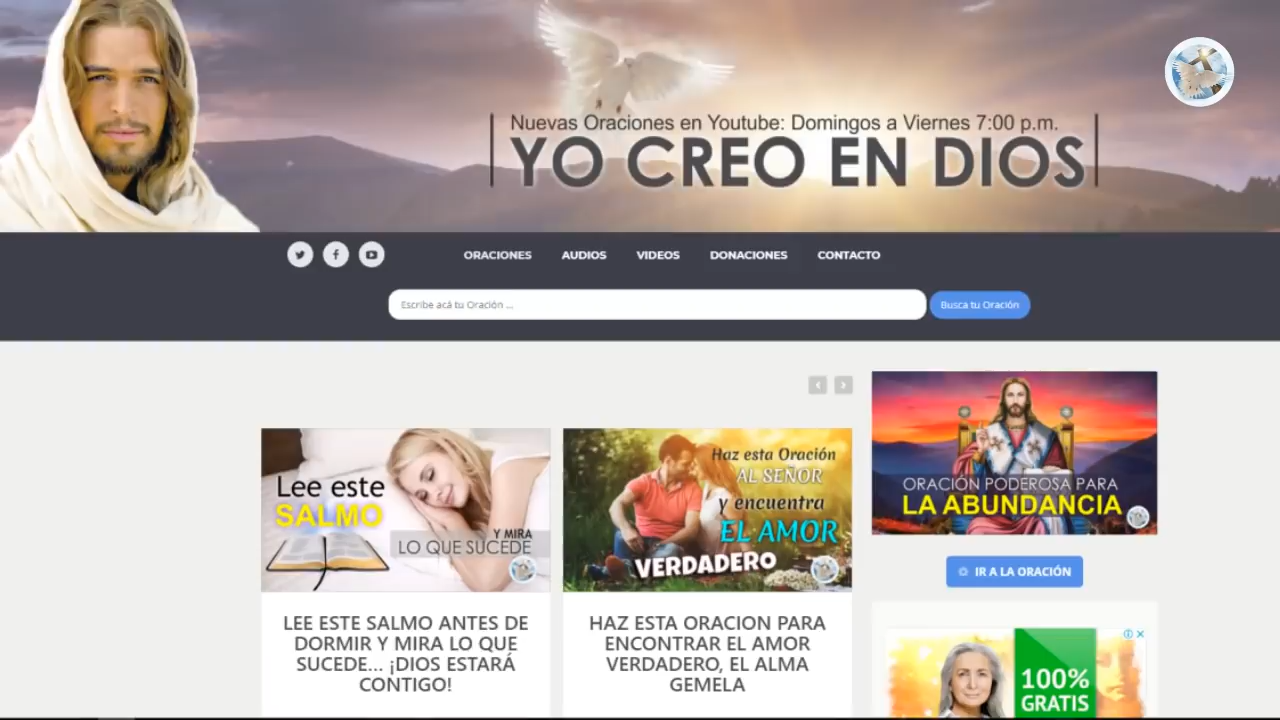 Nuevas Oraciones en Youtube: Domingos a Viernes 7:00 p.m.
YO CREO EN DIOS
ORACIONES
AUDIOS
VIDEOS
DONACIONES
CONTACTO
Escribe acá tu Oración ...
Busca tu Oración
Lee este
SALMO
Y MIRA
LO QUE SUCEDE
LEE ESTE SALMO ANTES DE
DORMIR Y MIRA LO QUE
SUCEDE... ¡DIOS ESTARÁ
CONTIGO!
Haz esta Oración
AL SEÑOR
y encuentra
EL AMOR
VERDADERO
HAZ ESTA ORACION PARA
ENCONTRAR EL AMOR
VERDADERO, EL ALMA
GEMELA
ORACIÓN PODEROSA PARA
LA ABUNDANCIA
IR A LA ORACIÓN
100%
GRATIS